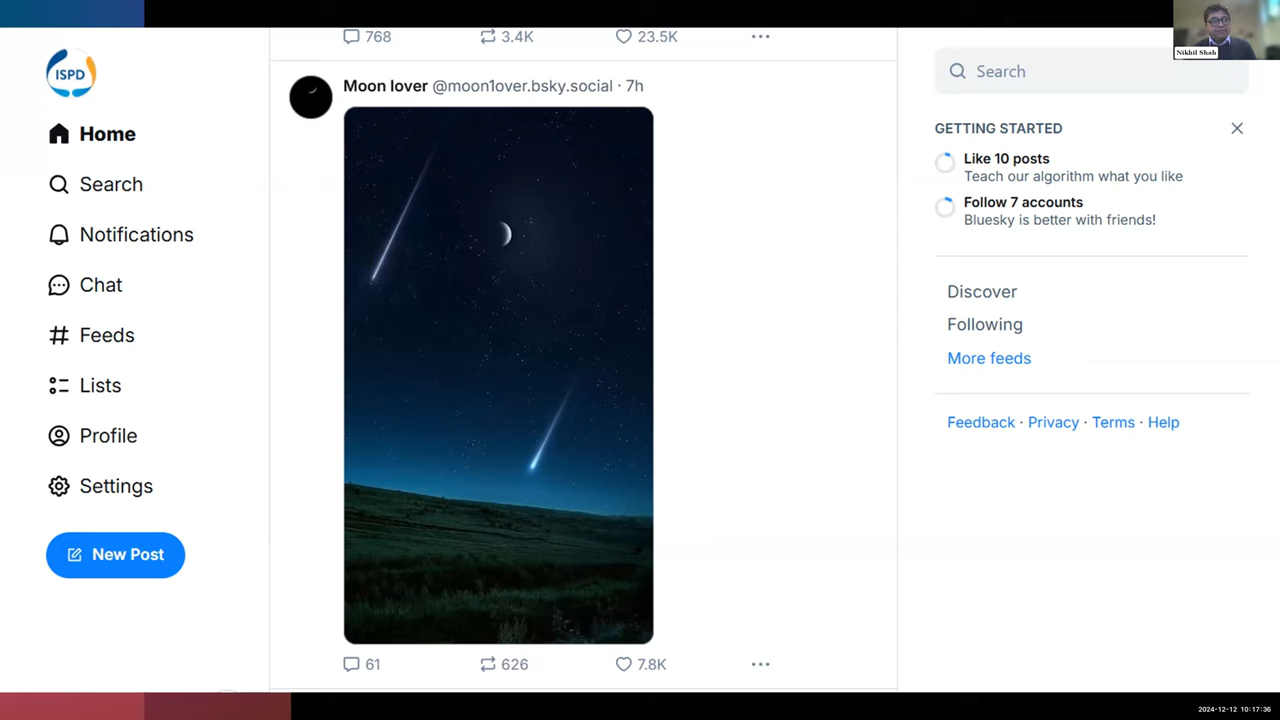 768 3.4K 23.5K
Nikhil Shah
ISPD
Home
Search
Notifications
Chat
Feeds
Lists
Profile
Settings
New Post
Moon lover @moon1over.bsky.social · 7h
61 626 7.8K
Search
GETTING STARTED
Like 10 posts
Teach our algorithm what you like
Follow 7 accounts
Bluesky is better with friends!
Discover
Following
More feeds
Feedback · Privacy · Terms · Help
2024-12-12 10:17:36